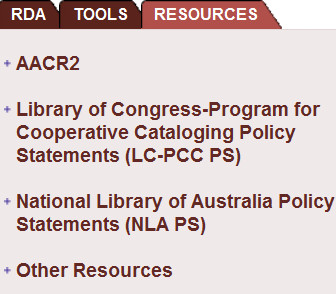 RDA TOOLS RESOURCES
AACR2
Library of Congress-Program for
Cooperative Cataloging Policy
Statements (LC-PCC PS)
National Library of Australia Policy
Statements (NLA PS)
Other Resources